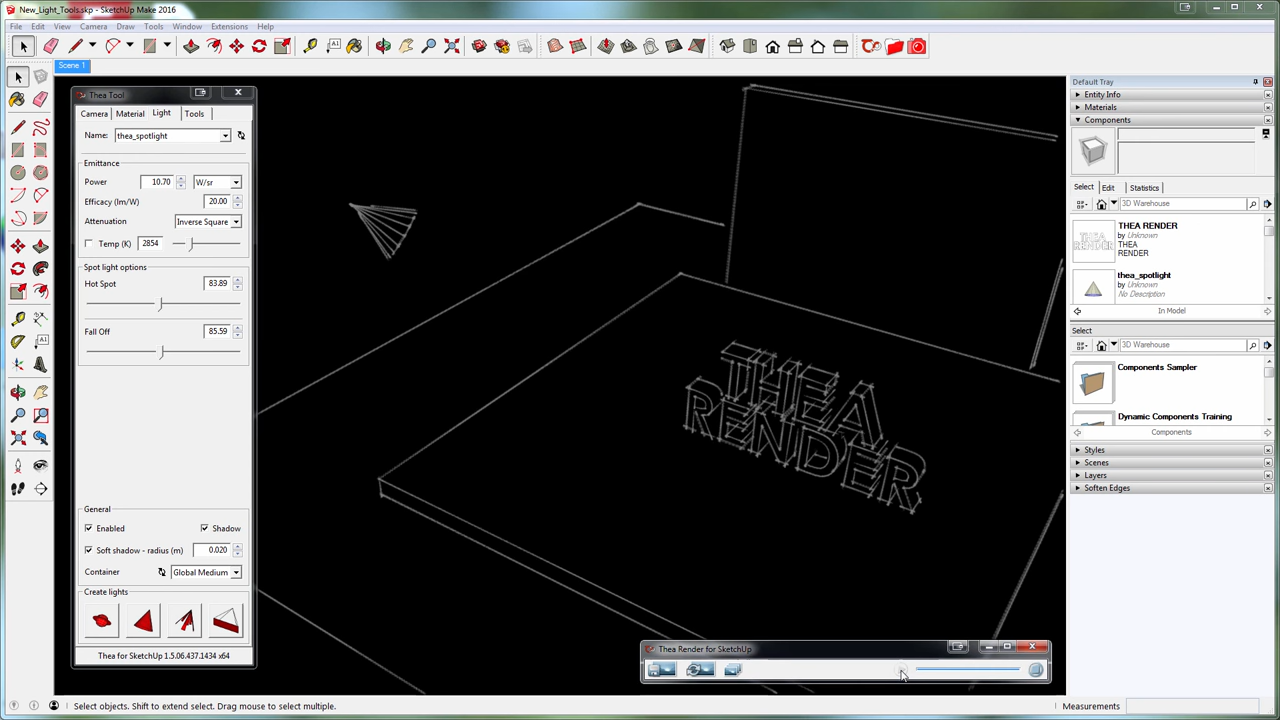 New_Light_Tools.skp - SketchUp Make 2016
File Edit View Camera Draw Tools Window Extensions Help
Scene 1
Thea Tool
Camera Material Light Tools
Name: thea_spotlight
Emittance
Power 10.70 W/sr
Efficacy (lm/W) 20.00
Attenuation Inverse Square
Temp (K) 2854
Spot light options
Hot Spot 83.89
Fall Off 85.59
General
Enabled Shadow
Soft shadow - radius (m) 0.020
Container Global Medium
Create lights
Thea for SketchUp 1.5.06.437.1434 x64
THEA
RENDER
Thea Render for SketchUp
Default Tray
Entity Info
Materials
Components
Select Edit Statistics
3D Warehouse
THEA RENDER
by Unknown
THEA
RENDER
thea_spotlight
by Unknown
No Description
In Model
Select
3D Warehouse
Components Sampler
Dynamic Components Training
Components
Styles
Scenes
Layers
Soften Edges
Select objects. Shift to extend select. Drag mouse to select multiple.
Measurements